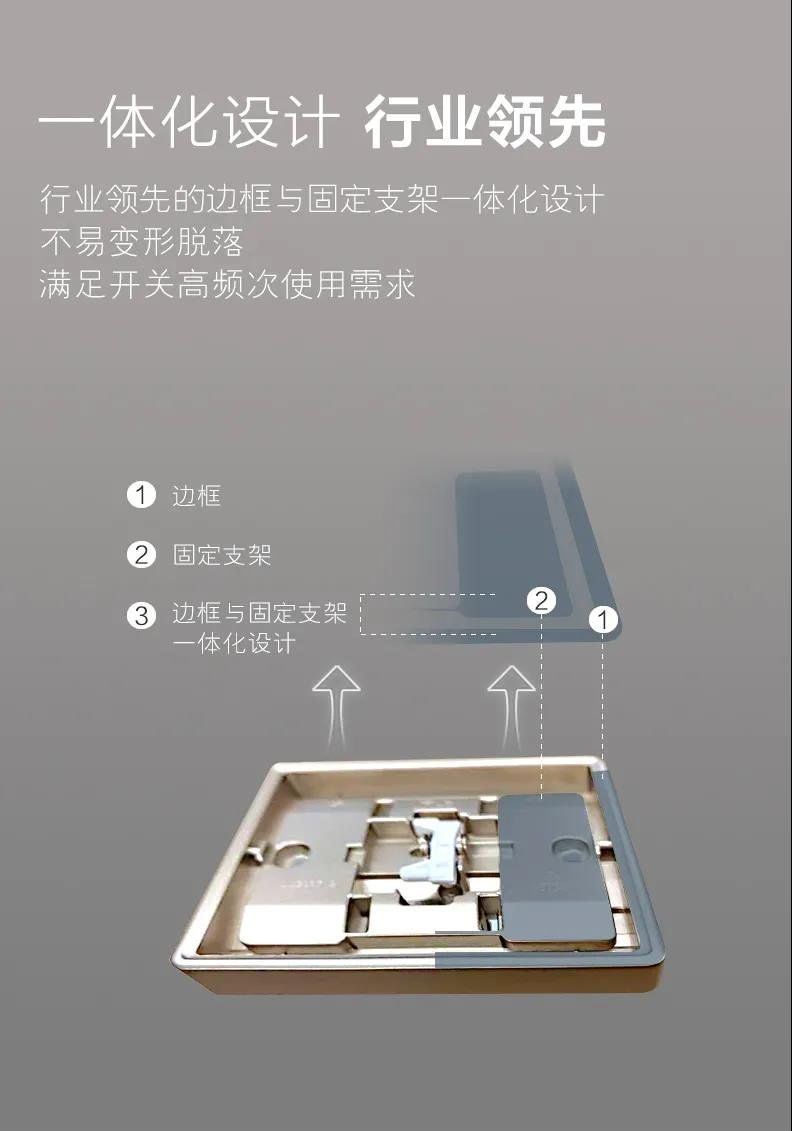 一体化设计 行业领先
行业领先的边框与固定支架一体化设计
不易变形脱落
满足开关高频次使用需求
1 边框
2 固定支架
3 边框与固定支架
一体化设计
2
1